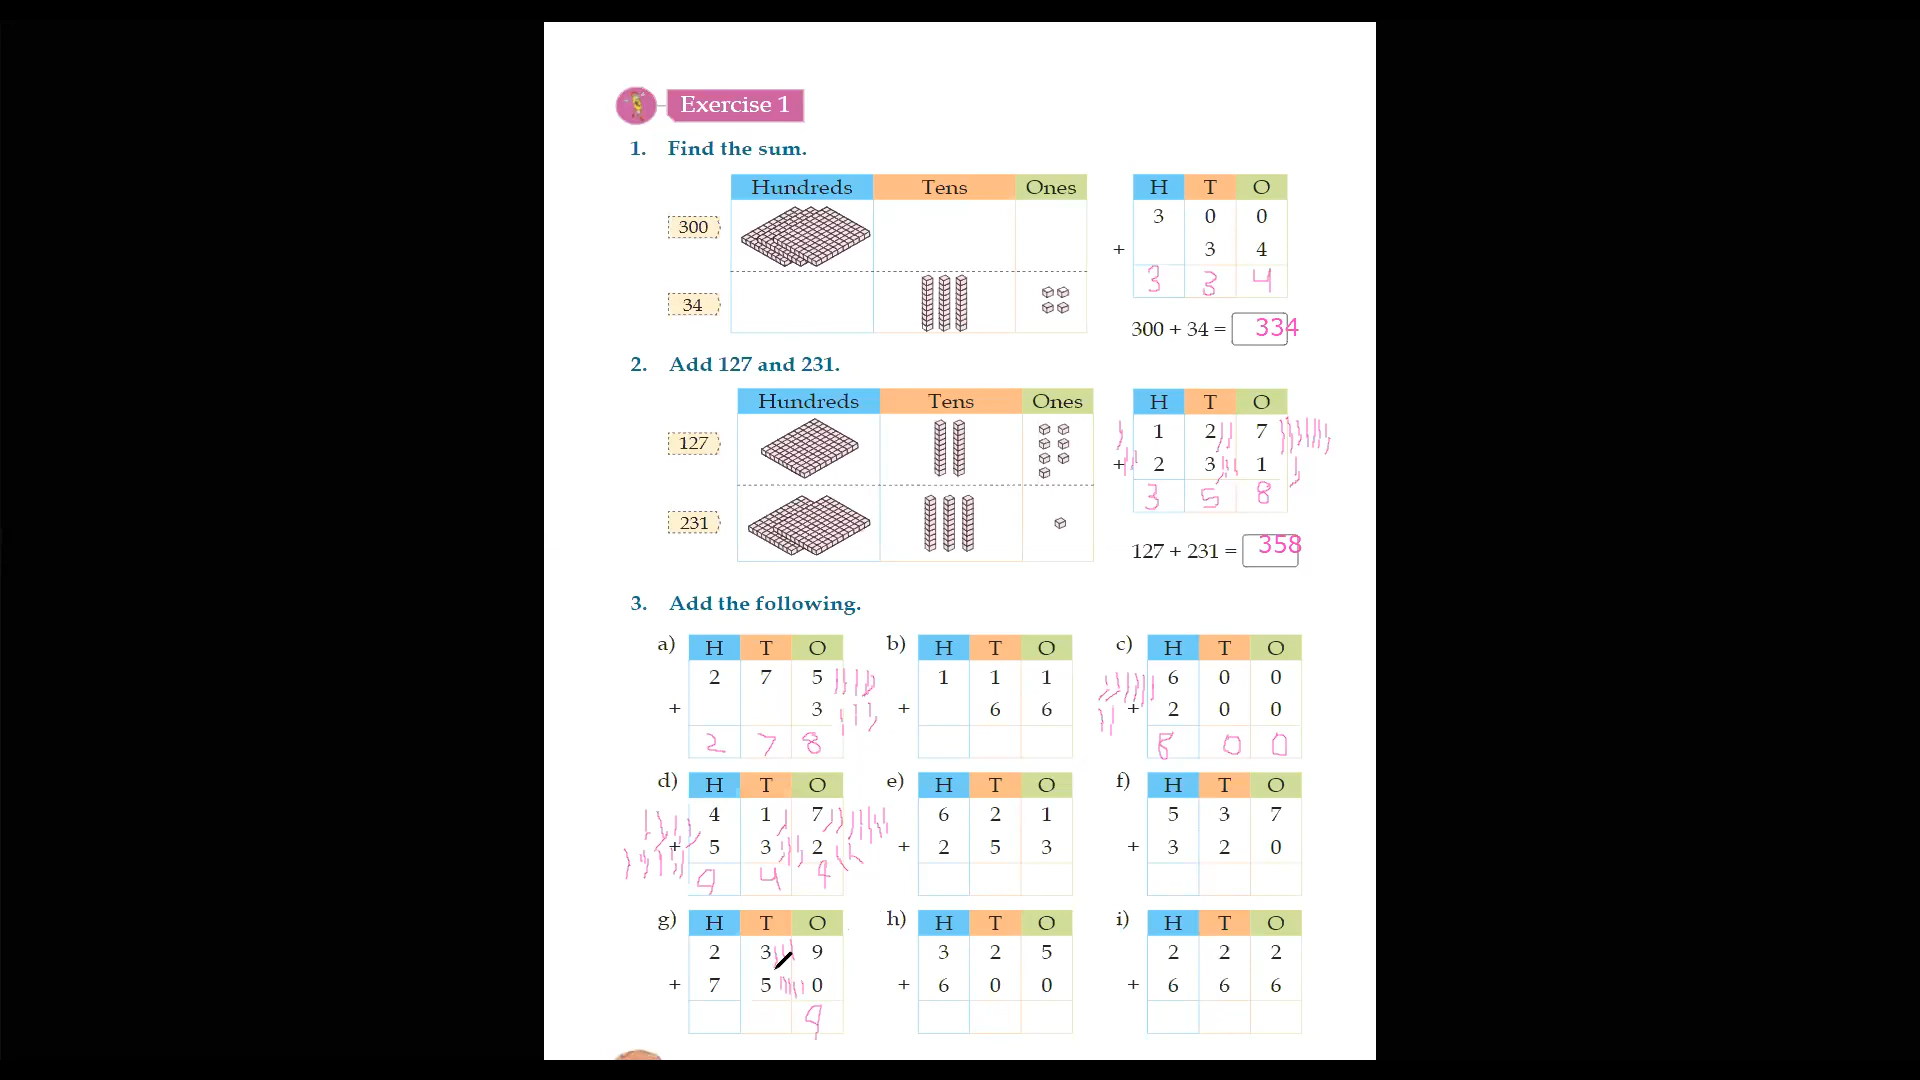 Exercise 1
1. Find the sum.
Hundreds Tens Ones
H T O
300
3 0 0
+ 3 4
34
3 3 4
300 + 34 = 334
2. Add 127 and 231.
Hundreds Tens Ones
H T O
127
1 2 7
+ 2 3 1
231
3 5 8
127 + 231 = 358
3. Add the following.
a) H T O
2 7 5
+ 3
2 7 8
b) H T O
1 1 1
+ 6 6
c) H T O
6 0 0
+ 2 0 0
8 0 0
d) H T O
4 1 7
+ 5 3 2
9 4 9
e) H T O
6 2 1
+ 2 5 3
f) H T O
5 3 7
+ 3 2 0
g) H T O
2 3 9
+ 7 5 0
9
h) H T O
3 2 5
+ 6 0 0
i) H T O
2 2 2
+ 6 6 6